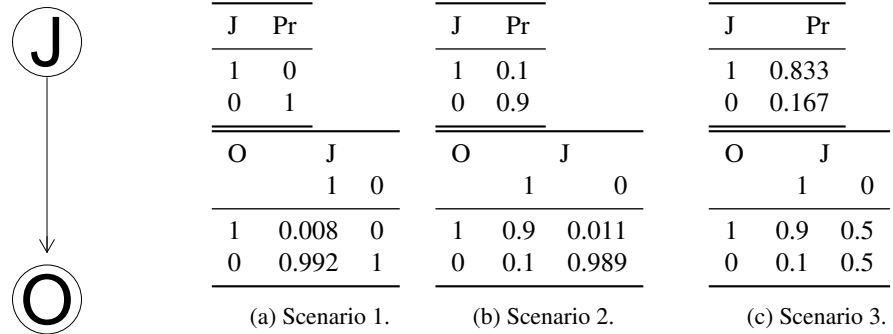 J
O
J Pr
1 0
0 1
O J
1 0
1 0.008 0
0 0.992 1
(a) Scenario 1.
J Pr
1 0.1
0 0.9
O J
1 0
1 0.9 0.011
0 0.1 0.989
(b) Scenario 2.
J Pr
1 0.833
0 0.167
O J
1 0
1 0.9 0.5
0 0.1 0.5
(c) Scenario 3.